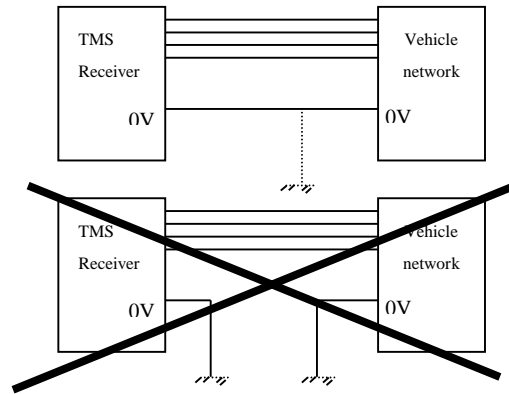 TMS
Receiver
0V
Vehicle
network
0V
TMS
Receiver
0V
Vehicle
network
0V